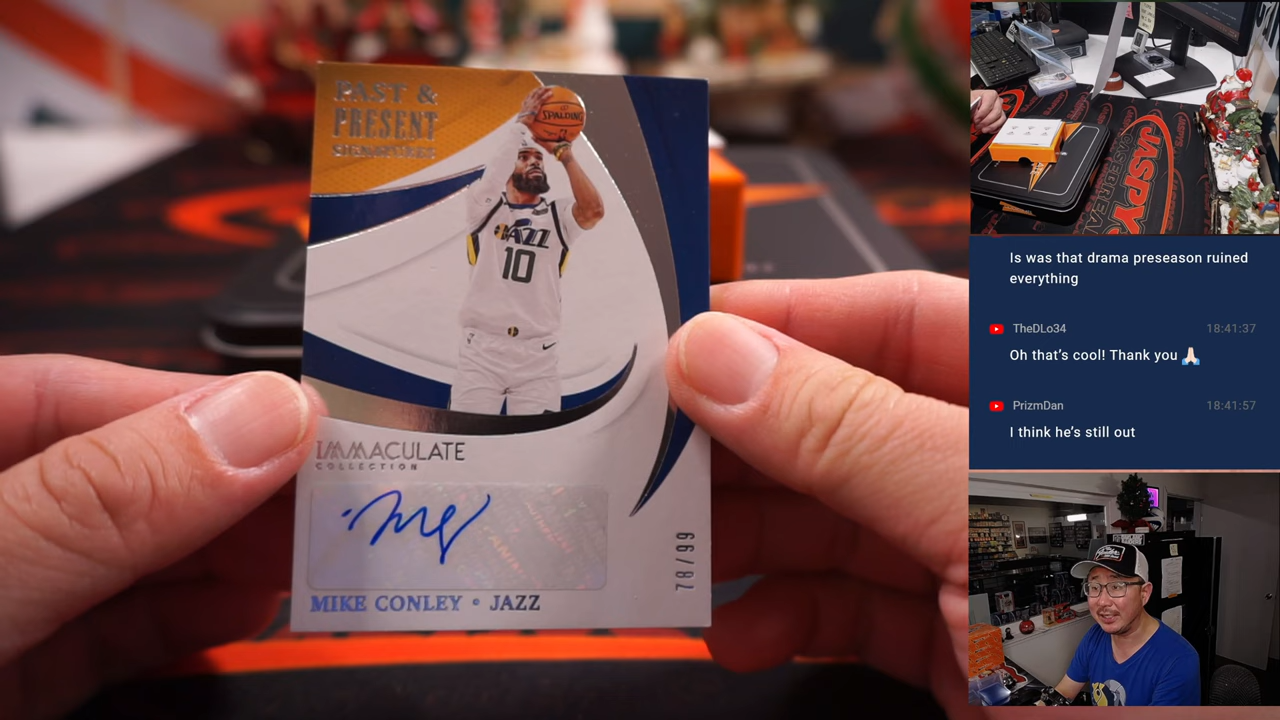 PAST &
PRESENT
SIGNATURES
SPALDING
JAZZ
10
IMMACULATE
COLLECTION
78/99
MIKE CONLEY • JAZZ
JASPY'S
Is was that drama preseason ruined
everything
TheDLo34 18:41:37
Oh that's cool! Thank you 🙏🏻
PrizmDan 18:41:57
I think he's still out